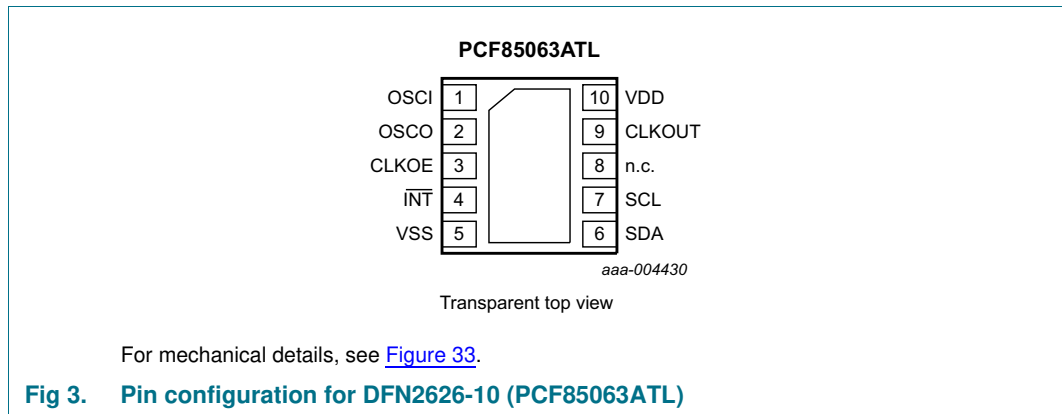 PCF85063ATL
OSCI 1 10 VDD
OSCO 2 9 CLKOUT
CLKOE 3 8 n.c.
INT 4 7 SCL
VSS 5 6 SDA
aaa-004430
Transparent top view
For mechanical details, see Figure 33.
Fig 3. Pin configuration for DFN2626-10 (PCF85063ATL)